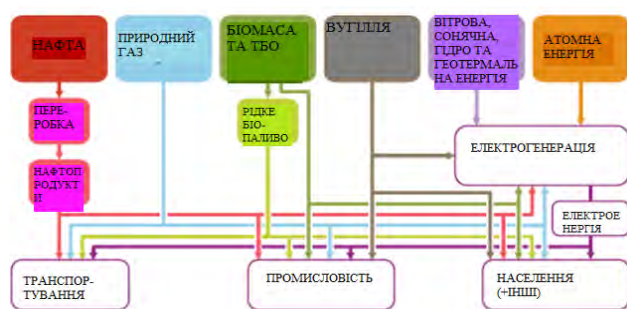 НАФТА
ПРИРОДНИЙ
ГАЗ
БІОМАСА
ТА ТБО
ВУГІЛЛЯ
ВІТРОВА,
СОНЯЧНА,
ГІДРО ТА
ГЕОТЕРМАЛЬ
НА ЕНЕРГІЯ
АТОМНА
ЕНЕРГІЯ
ПЕРЕ-
РОБКА
РІДКЕ
БІО-
ПАЛИВО
ЕЛЕКТРОГЕНЕРАЦІЯ
НАФТОП
РОДУКТ
И
ЕЛЕКТРОЕ
НЕРГІЯ
ТРАНСПОР-
ТУВАННЯ
ПРОМИСЛОВІСТЬ
НАСЕЛЕННЯ
(+ІНШІ)